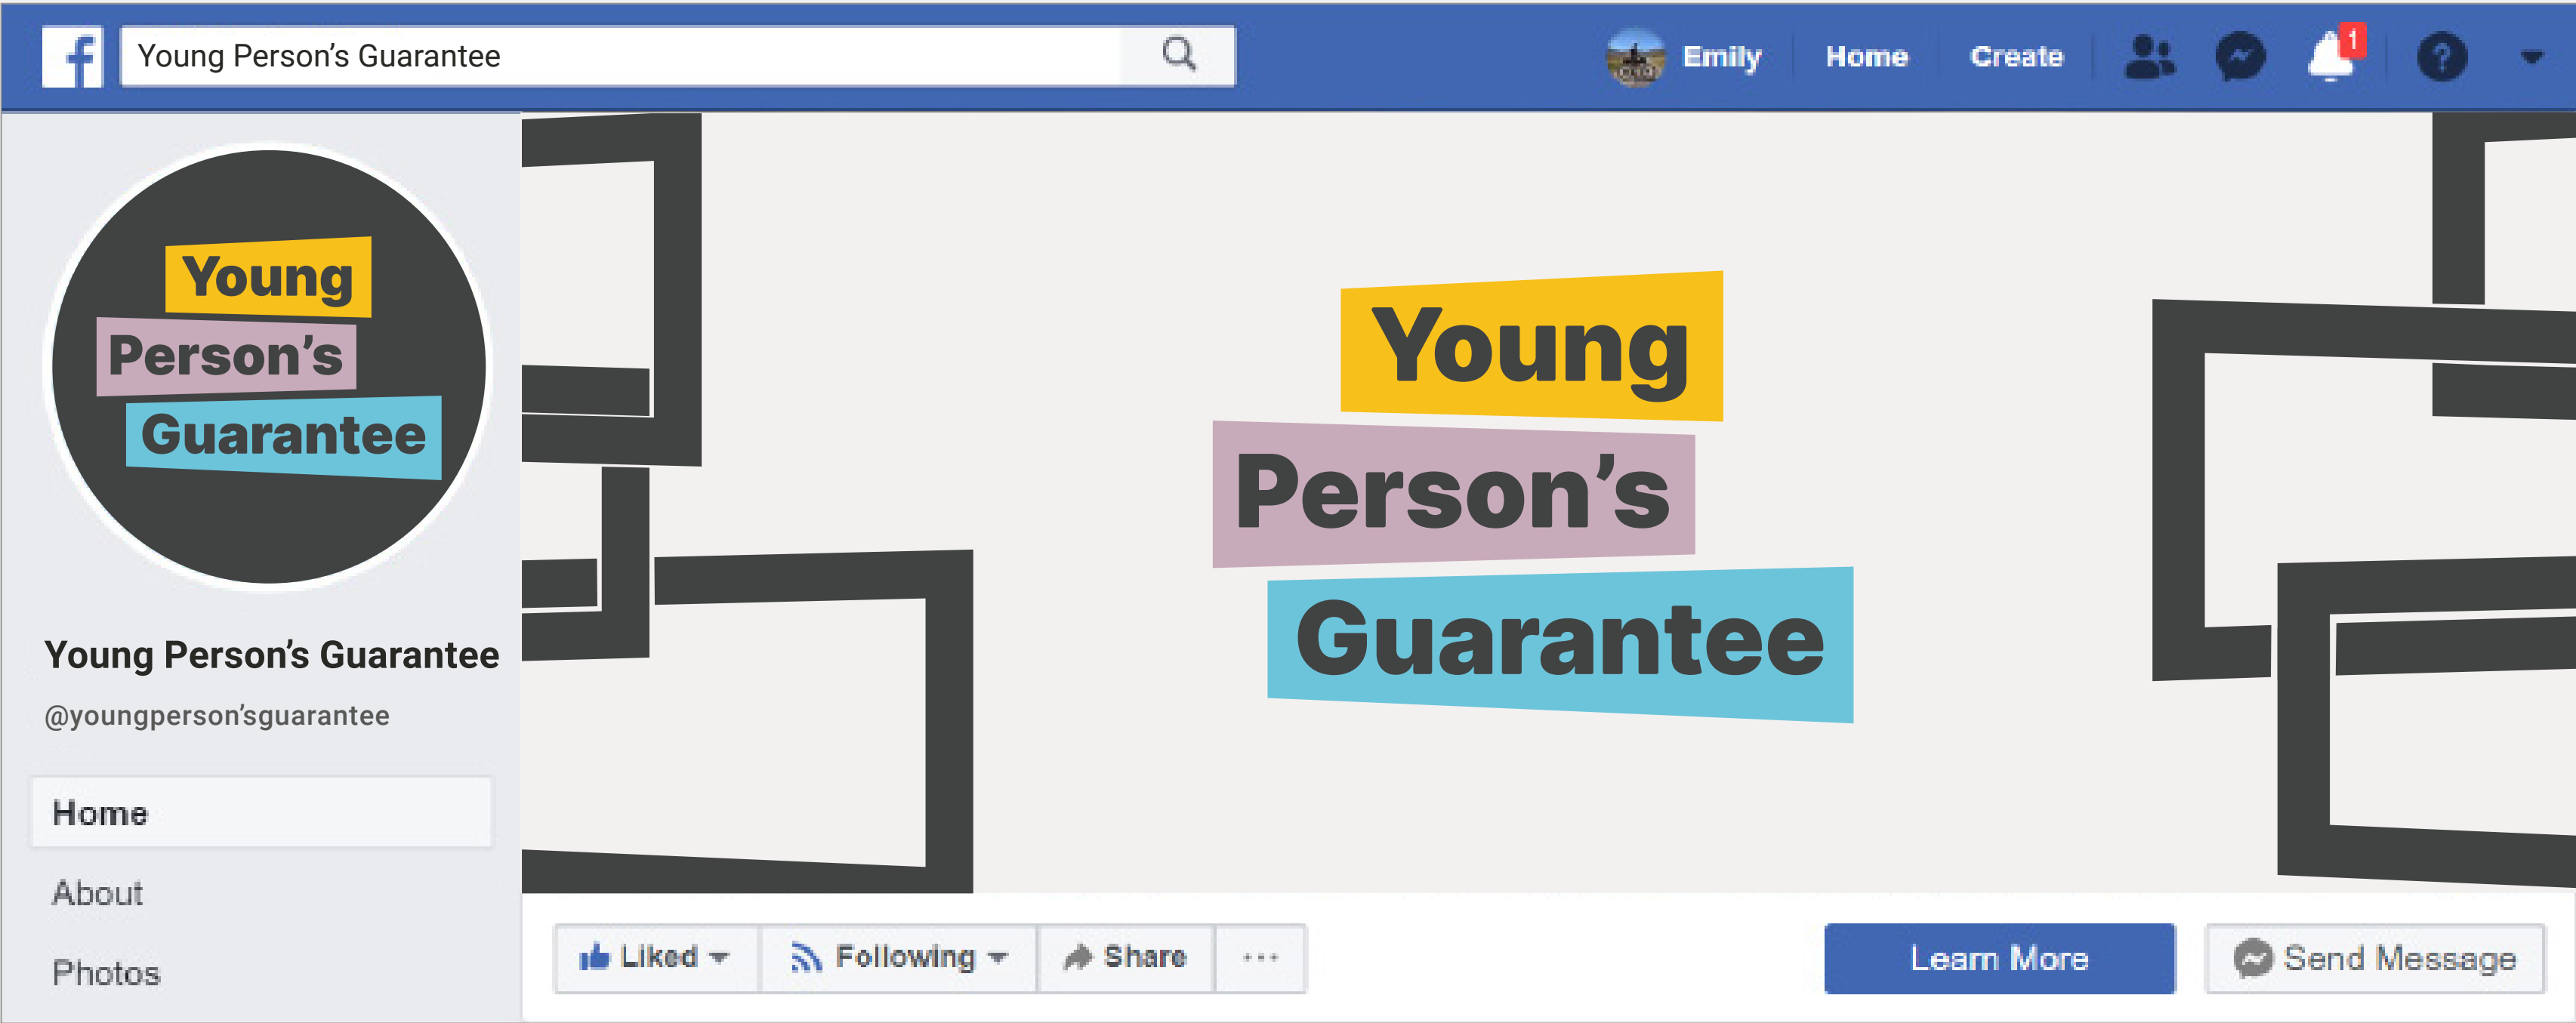 f Young Person’s Guarantee
Emily Home Create 1 ?
Young
Person’s
Guarantee
Young Person’s Guarantee
@youngperson’sguarantee
Home
About
Photos
Young
Person’s
Guarantee
Liked Following Share ...
Learn More Send Message